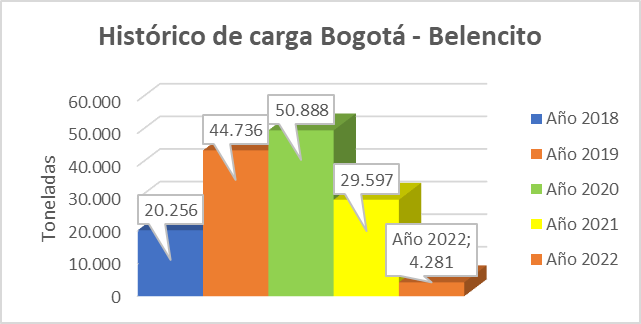 Histórico de carga Bogotá - Belencito
Toneladas
60.000
50.000
40.000
30.000
20.000
10.000
0
20.256
44.736
50.888
29.597
Año 2022;
4.281
Año 2018
Año 2019
Año 2020
Año 2021
Año 2022